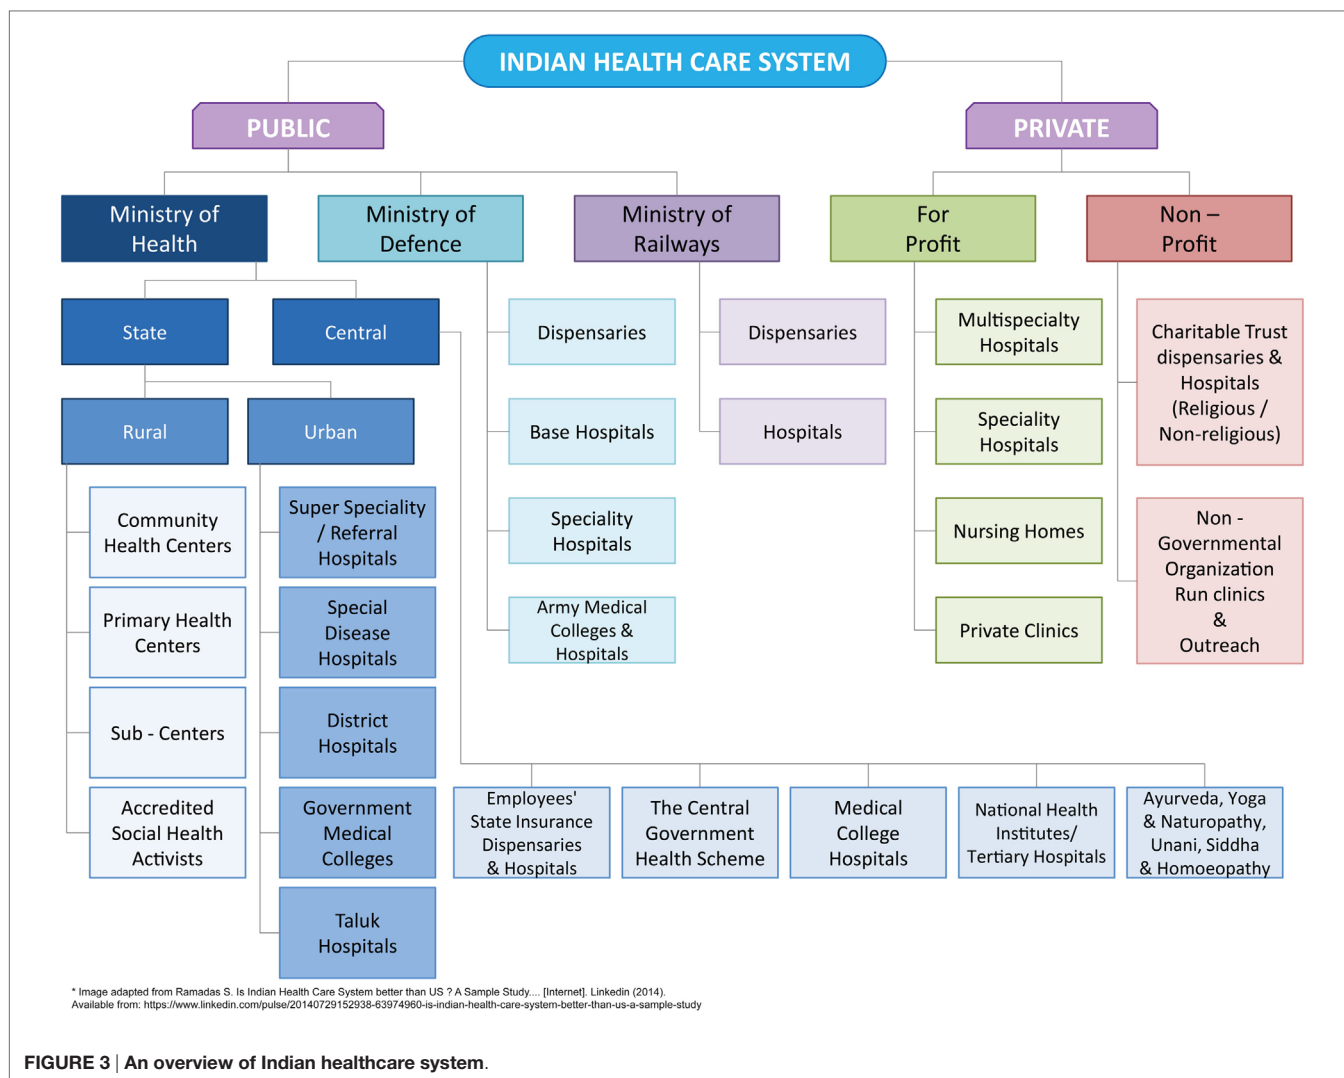 INDIAN HEALTH CARE SYSTEM
PUBLIC
PRIVATE
Ministry of
Health
Ministry of
Defence
Ministry of
Railways
For
Profit
Non –
Profit
State
Central
Rural
Urban
Community
Health Centers
Primary Health
Centers
Sub - Centers
Accredited
Social Health
Activists
Super Speciality
/ Referral
Hospitals
Special
Disease
Hospitals
District
Hospitals
Government
Medical
Colleges
Taluk
Hospitals
Dispensaries
Base Hospitals
Speciality
Hospitals
Army Medical
Colleges &
Hospitals
Dispensaries
Hospitals
Multispecialty
Hospitals
Speciality
Hospitals
Nursing Homes
Private Clinics
Charitable Trust
dispensaries &
Hospitals
(Religious /
Non-religious)
Non -
Governmental
Organization
Run clinics
&
Outreach
Employees'
State Insurance
Dispensaries
& Hospitals
The Central
Government
Health Scheme
Medical
College
Hospitals
National Health
Institutes/
Tertiary Hospitals
Ayurveda, Yoga
& Naturopathy,
Unani, Siddha
& Homoeopathy
* Image adapted from Ramadas S. Is Indian Health Care System better than US ? A Sample Study.... [Internet]. Linkedin (2014).
Available from: https://www.linkedin.com/pulse/20140729152938-63974960-is-indian-health-care-system-better-than-us-a-sample-study
FIGURE 3 | An overview of Indian healthcare system.